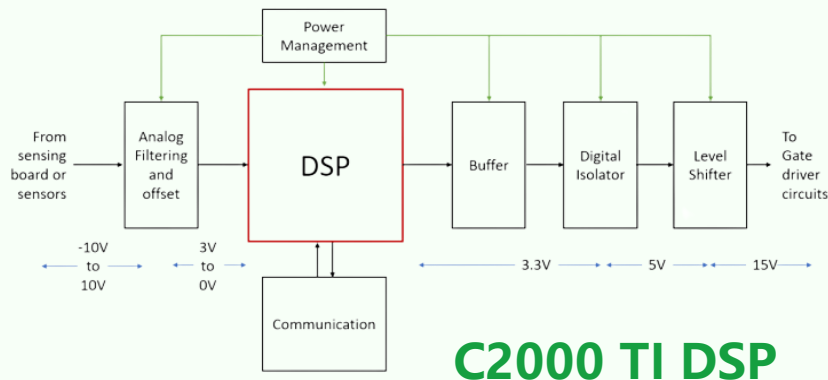 Power
Management
From
sensing
board or
sensors
Analog
Filtering
and
offset
DSP
Buffer
Digital
Isolator
Level
Shifter
To
Gate
driver
circuits
-10V
to
10V
3V
to
0V
3.3V
5V
15V
Communication
C2000 TI DSP